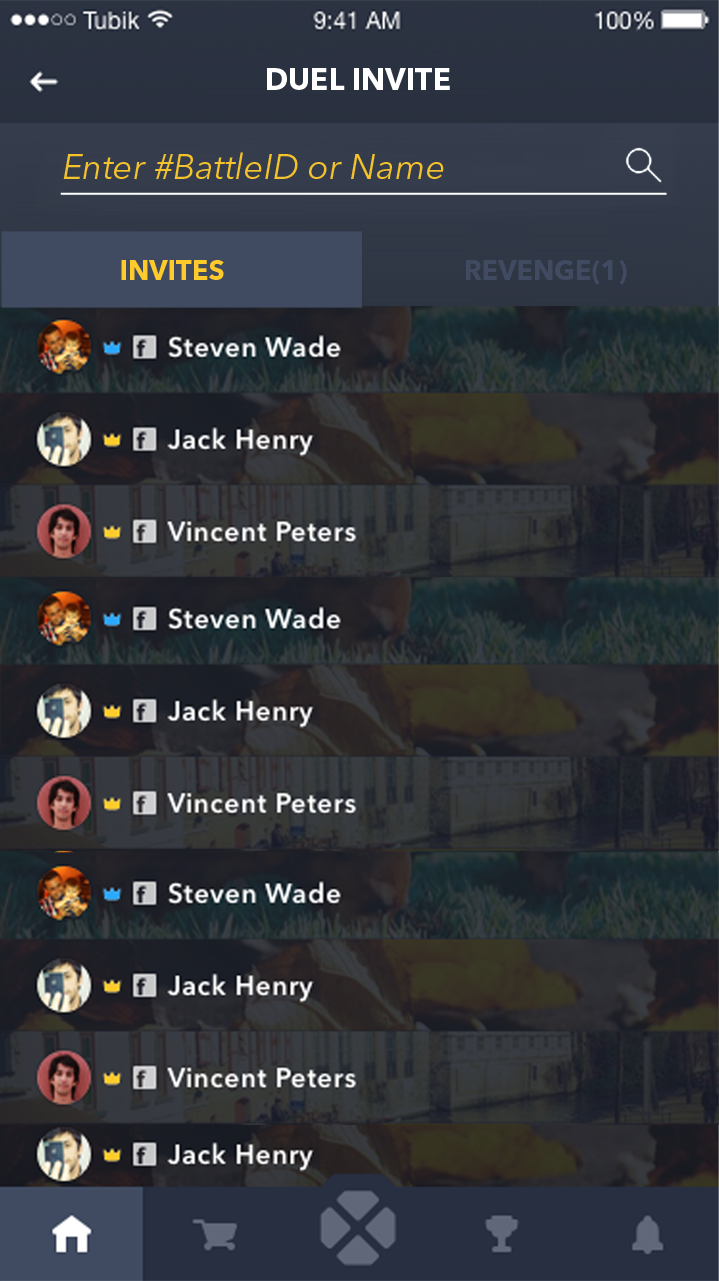 Tubik 9:41 AM 100%
DUEL INVITE
Enter #BattleID or Name
INVITES REVENGE(1)
f Steven Wade
f Jack Henry
f Vincent Peters
f Steven Wade
f Jack Henry
f Vincent Peters
f Steven Wade
f Jack Henry
f Vincent Peters
f Jack Henry